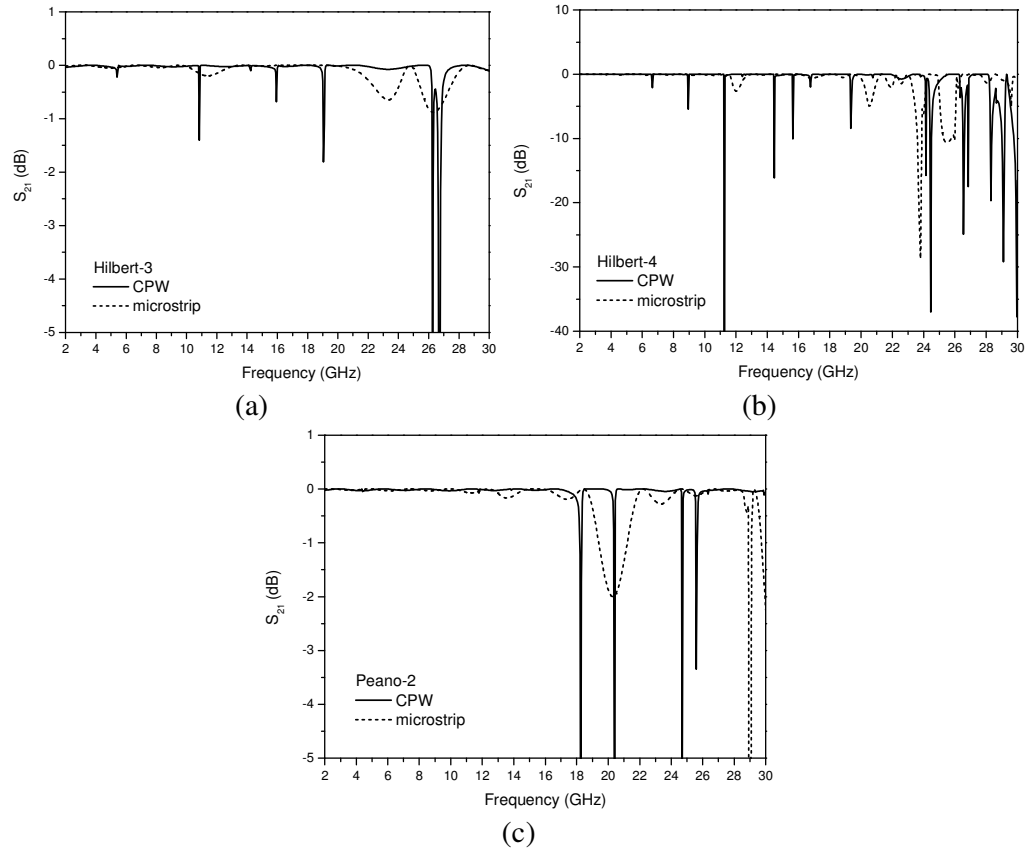 1
0
-1
-2
-3
-4
-5
S21 (dB)
Hilbert-3
CPW
microstrip
2 4 6 8 10 12 14 16 18 20 22 24 26 28 30
Frequency (GHz)
(a)
10
0
-10
-20
-30
-40
S21 (dB)
Hilbert-4
CPW
microstrip
2 4 6 8 10 12 14 16 18 20 22 24 26 28 30
Frequency (GHz)
(b)
1
0
-1
-2
-3
-4
-5
S21 (dB)
Peano-2
CPW
microstrip
2 4 6 8 10 12 14 16 18 20 22 24 26 28 30
Frequency (GHz)
(c)